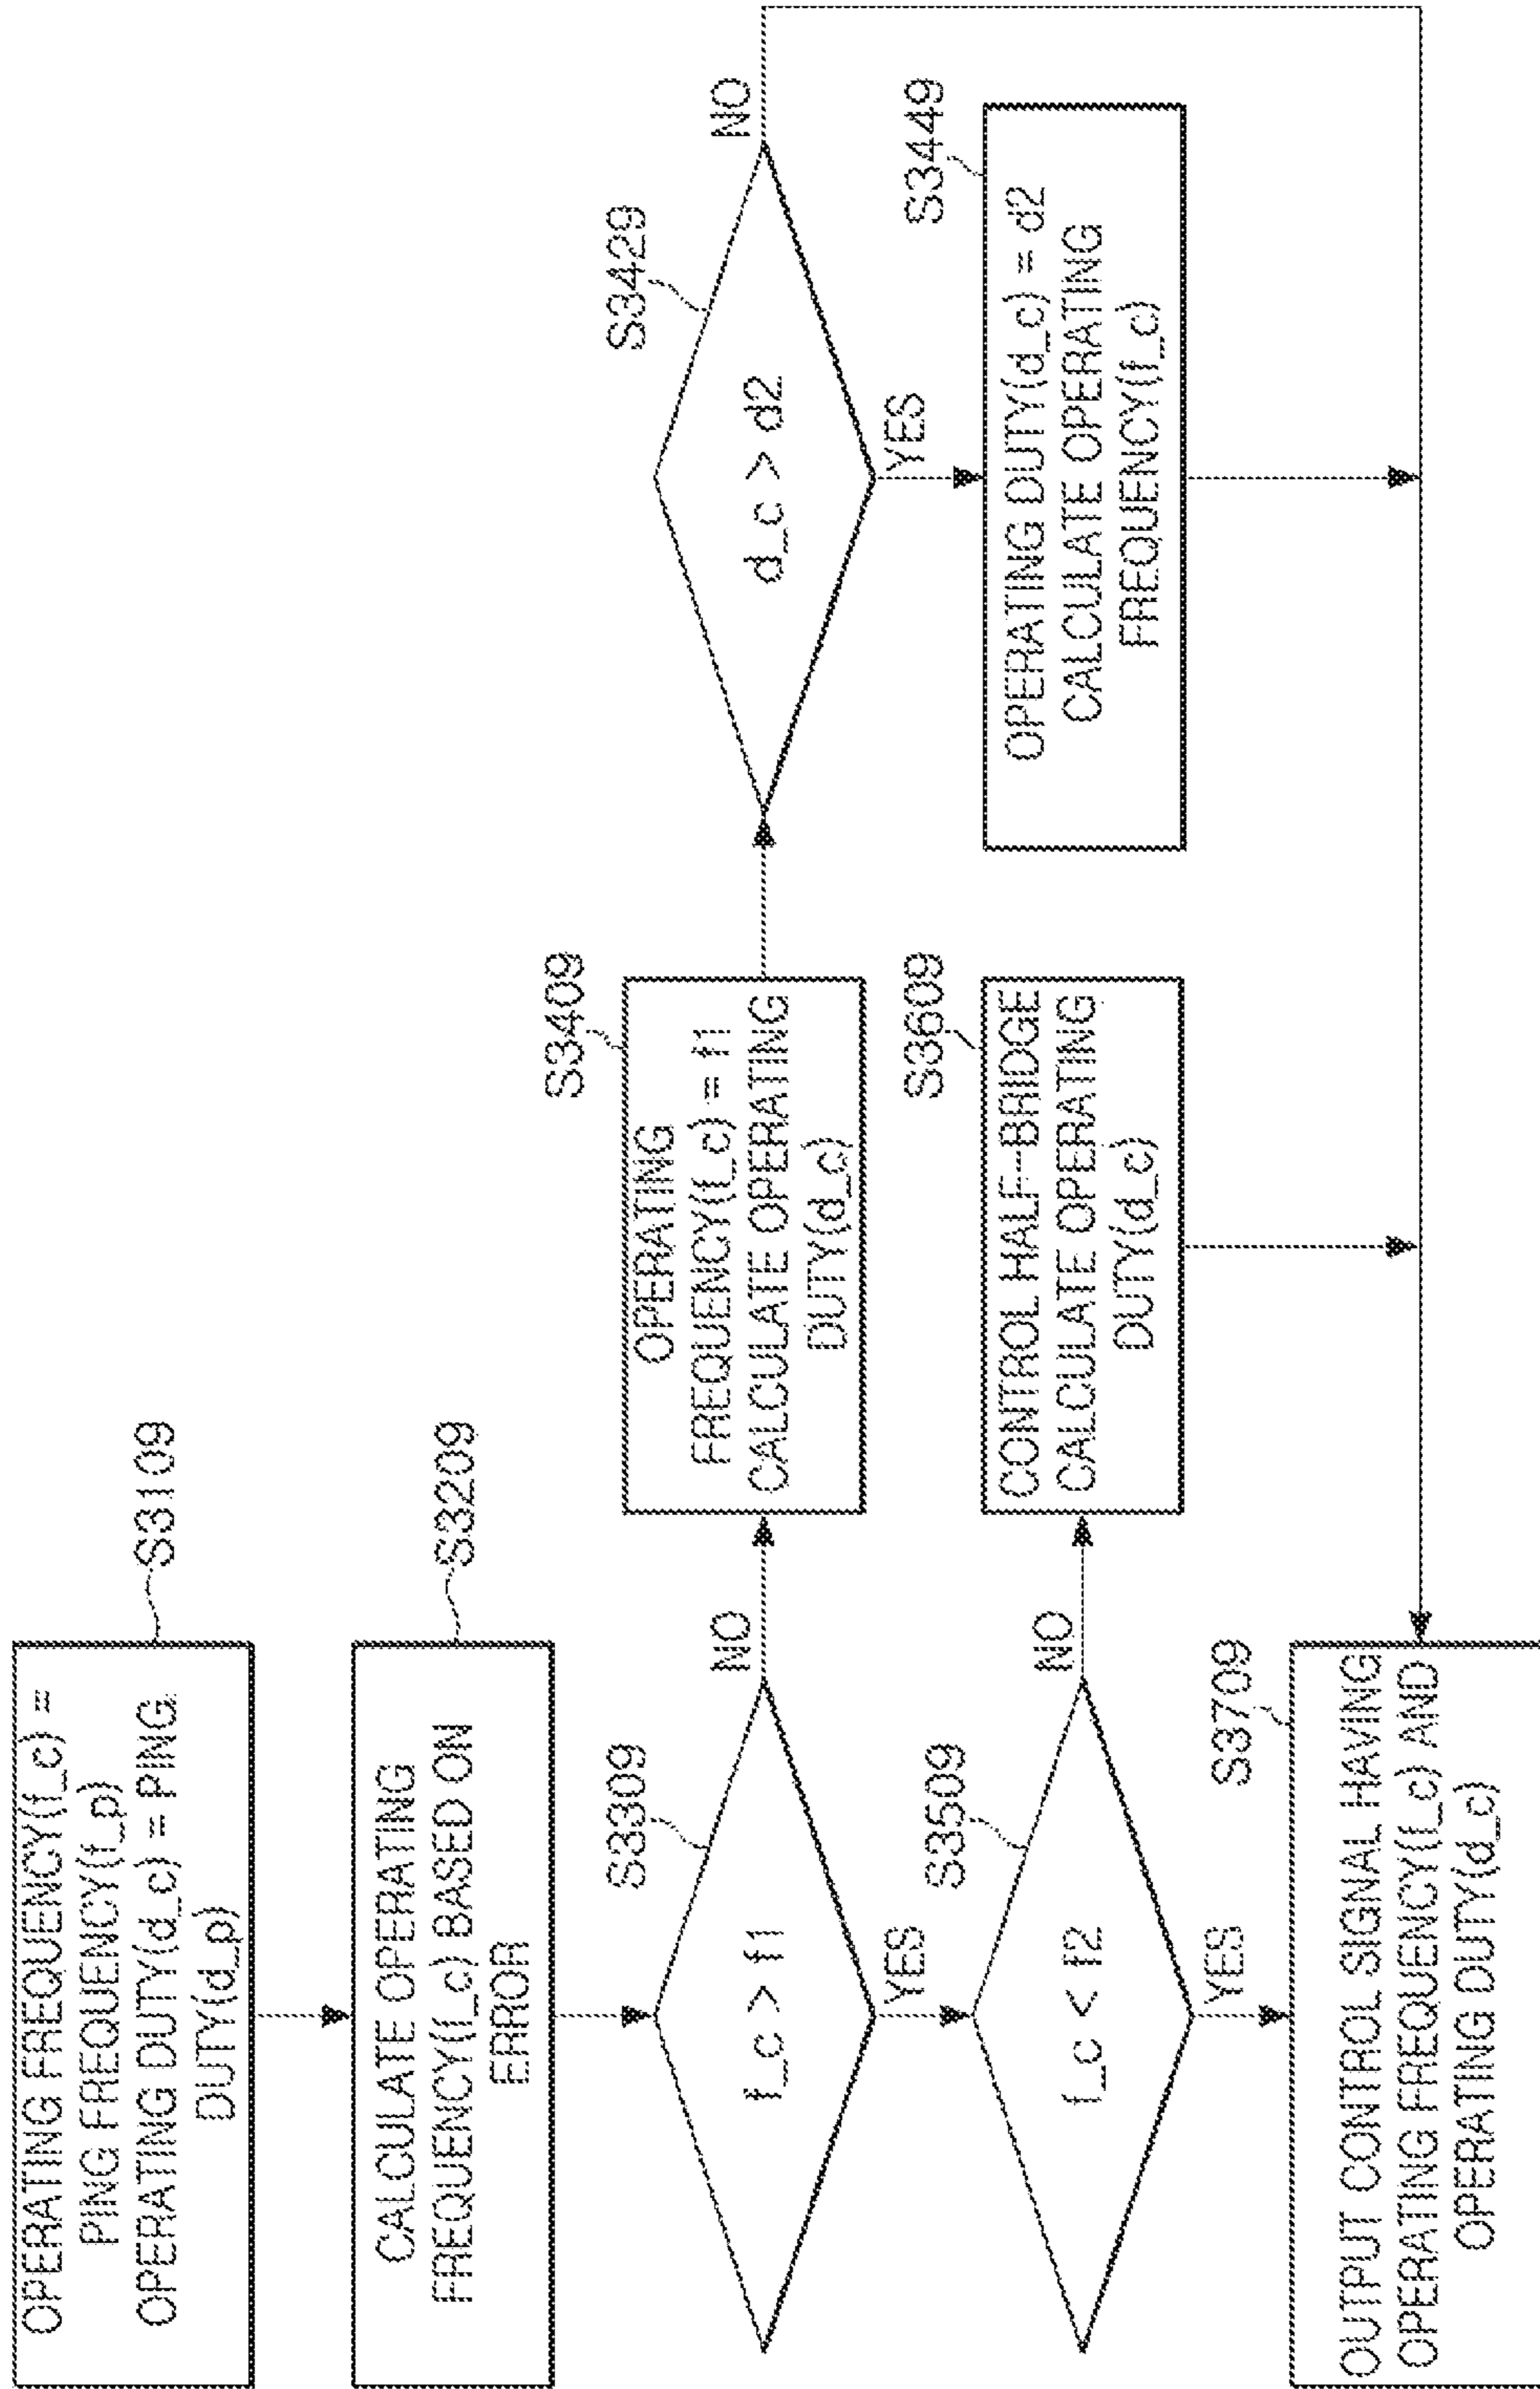 OPERATING FREQUENCY(f_c) =
PING FREQUENCY(f_p)
OPERATING DUTY(d_c) = PING
DUTY(d_p)
S3109
CALCULATE OPERATING
FREQUENCY(f_c) BASED ON
ERROR
S3209
f_c > f1
S3309
NO
YES
OPERATING
FREQUENCY(f_c) = f1
CALCULATE OPERATING
DUTY(d_c)
S3409
d_c > d2
S3429
NO
YES
OPERATING DUTY(d_c) = d2
CALCULATE OPERATING
FREQUENCY(f_c)
S3449
f_c < f2
S3509
NO
YES
CONTROL HALF-BRIDGE
CALCULATE OPERATING
DUTY(d_c)
S3609
OUTPUT CONTROL SIGNAL HAVING
OPERATING FREQUENCY(f_c) AND
OPERATING DUTY(d_c)
S3709